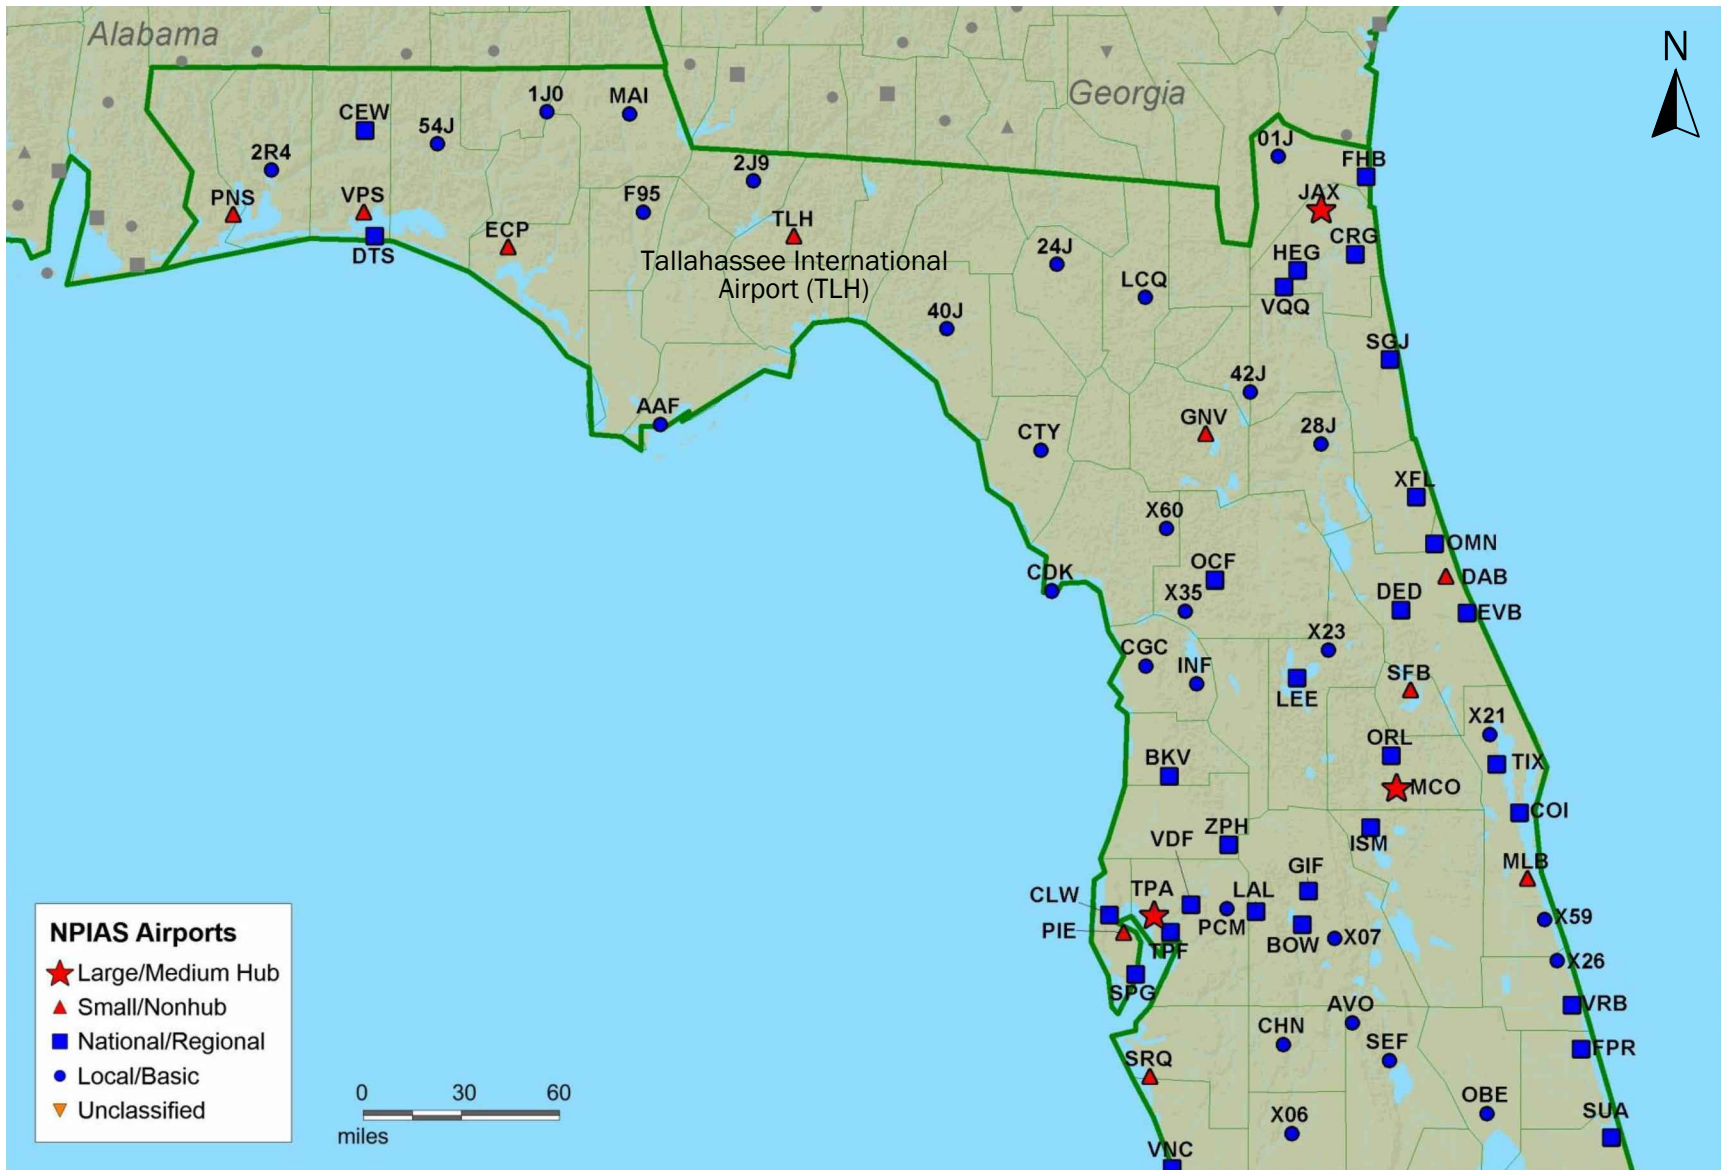 Alabama
Georgia
N
1J0
MAI
CEW
54J
01J
2R4
2J9
FHB
PNS
VPS
F95
JAX
TLH
ECP
CRG
DTS
24J
HEG
Tallahassee International
Airport (TLH)
LCQ
VQQ
40J
SGJ
42J
AAF
GNV
CTY
28J
XFL
X60
OMN
OCF
CDK
DAB
X35
DED
EVB
X23
CGC
INF
SFB
LEE
X21
ORL
BKV
TIX
MCO
COI
ZPH
VDF
ISM
MLB
GIF
CLW
TPA
LAL
X59
PIE
PCM
BOW
X07
TPF
X26
SPG
AVO
VRB
CHN
SEF
FPR
SRQ
OBE
X06
SUA
VNC
NPIAS Airports
Large/Medium Hub
Small/Nonhub
National/Regional
Local/Basic
Unclassified
0 30 60
miles